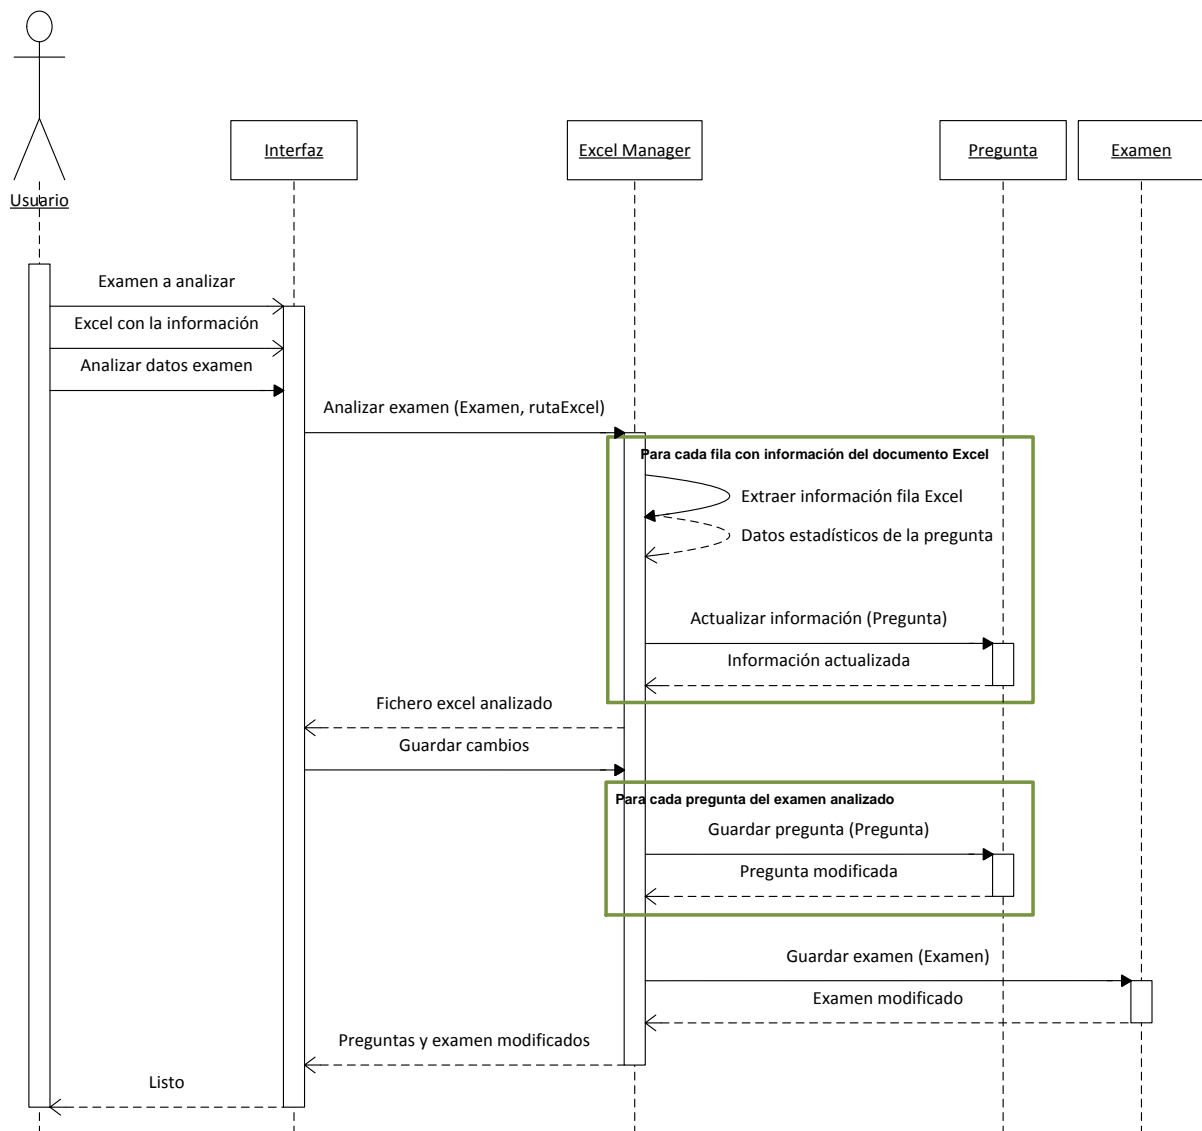 Interfaz
Excel Manager
Pregunta
Examen
Usuario
Examen a analizar
Excel con la información
Analizar datos examen
Analizar examen (Examen, rutaExcel)
Para cada fila con información del documento Excel
Extraer información fila Excel
Datos estadísticos de la pregunta
Actualizar información (Pregunta)
Información actualizada
Fichero excel analizado
Guardar cambios
Para cada pregunta del examen analizado
Guardar pregunta (Pregunta)
Pregunta modificada
Guardar examen (Examen)
Examen modificado
Preguntas y examen modificados
Listo